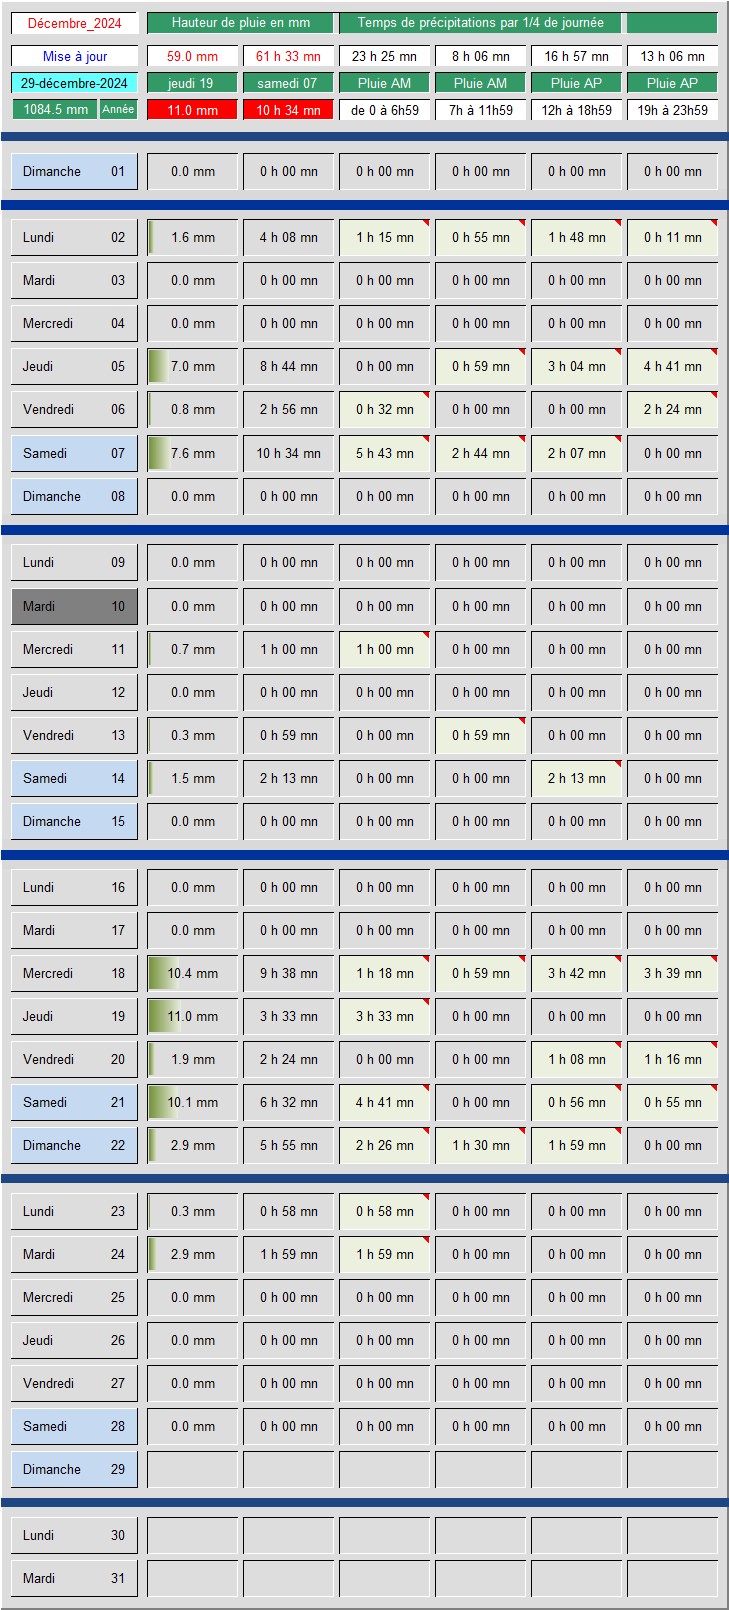 Décembre_2024 Hauteur de pluie en mm Temps de précipitations par 1/4 de journée
Mise à jour 59.0 mm 61 h 33 mn 23 h 25 mn 8 h 06 mn 16 h 57 mn 13 h 06 mn
29-décembre-2024 jeudi 19 samedi 07 Pluie AM Pluie AM Pluie AP Pluie AP
1084.5 mm Année 11.0 mm 10 h 34 mn de 0 à 6h59 7h à 11h59 12h à 18h59 19h à 23h59
Dimanche 01 0.0 mm 0 h 00 mn 0 h 00 mn 0 h 00 mn 0 h 00 mn 0 h 00 mn
Lundi 02 1.6 mm 4 h 08 mn 1 h 15 mn 0 h 55 mn 1 h 48 mn 0 h 11 mn
Mardi 03 0.0 mm 0 h 00 mn 0 h 00 mn 0 h 00 mn 0 h 00 mn 0 h 00 mn
Mercredi 04 0.0 mm 0 h 00 mn 0 h 00 mn 0 h 00 mn 0 h 00 mn 0 h 00 mn
Jeudi 05 7.0 mm 8 h 44 mn 0 h 00 mn 0 h 59 mn 3 h 04 mn 4 h 41 mn
Vendredi 06 0.8 mm 2 h 56 mn 0 h 32 mn 0 h 00 mn 0 h 00 mn 2 h 24 mn
Samedi 07 7.6 mm 10 h 34 mn 5 h 43 mn 2 h 44 mn 2 h 07 mn 0 h 00 mn
Dimanche 08 0.0 mm 0 h 00 mn 0 h 00 mn 0 h 00 mn 0 h 00 mn 0 h 00 mn
Lundi 09 0.0 mm 0 h 00 mn 0 h 00 mn 0 h 00 mn 0 h 00 mn 0 h 00 mn
Mardi 10 0.0 mm 0 h 00 mn 0 h 00 mn 0 h 00 mn 0 h 00 mn 0 h 00 mn
Mercredi 11 0.7 mm 1 h 00 mn 1 h 00 mn 0 h 00 mn 0 h 00 mn 0 h 00 mn
Jeudi 12 0.0 mm 0 h 00 mn 0 h 00 mn 0 h 00 mn 0 h 00 mn 0 h 00 mn
Vendredi 13 0.3 mm 0 h 59 mn 0 h 00 mn 0 h 59 mn 0 h 00 mn 0 h 00 mn
Samedi 14 1.5 mm 2 h 13 mn 0 h 00 mn 0 h 00 mn 2 h 13 mn 0 h 00 mn
Dimanche 15 0.0 mm 0 h 00 mn 0 h 00 mn 0 h 00 mn 0 h 00 mn 0 h 00 mn
Lundi 16 0.0 mm 0 h 00 mn 0 h 00 mn 0 h 00 mn 0 h 00 mn 0 h 00 mn
Mardi 17 0.0 mm 0 h 00 mn 0 h 00 mn 0 h 00 mn 0 h 00 mn 0 h 00 mn
Mercredi 18 10.4 mm 9 h 38 mn 1 h 18 mn 0 h 59 mn 3 h 42 mn 3 h 39 mn
Jeudi 19 11.0 mm 3 h 33 mn 3 h 33 mn 0 h 00 mn 0 h 00 mn 0 h 00 mn
Vendredi 20 1.9 mm 2 h 24 mn 0 h 00 mn 0 h 00 mn 1 h 08 mn 1 h 16 mn
Samedi 21 10.1 mm 6 h 32 mn 4 h 41 mn 0 h 00 mn 0 h 56 mn 0 h 55 mn
Dimanche 22 2.9 mm 5 h 55 mn 2 h 26 mn 1 h 30 mn 1 h 59 mn 0 h 00 mn
Lundi 23 0.3 mm 0 h 58 mn 0 h 58 mn 0 h 00 mn 0 h 00 mn 0 h 00 mn
Mardi 24 2.9 mm 1 h 59 mn 1 h 59 mn 0 h 00 mn 0 h 00 mn 0 h 00 mn
Mercredi 25 0.0 mm 0 h 00 mn 0 h 00 mn 0 h 00 mn 0 h 00 mn 0 h 00 mn
Jeudi 26 0.0 mm 0 h 00 mn 0 h 00 mn 0 h 00 mn 0 h 00 mn 0 h 00 mn
Vendredi 27 0.0 mm 0 h 00 mn 0 h 00 mn 0 h 00 mn 0 h 00 mn 0 h 00 mn
Samedi 28 0.0 mm 0 h 00 mn 0 h 00 mn 0 h 00 mn 0 h 00 mn 0 h 00 mn
Dimanche 29
Lundi 30
Mardi 31